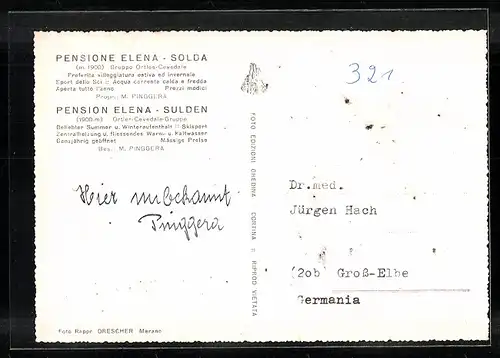 PENSIONE ELENA - SOLDA
(m. 1900) Gruppo Ortles-Cevedale
Preferita villeggiatura estiva ed invernale
Sport dello Sci :: Acqua corrente calda e fredda
Aperta tutto l'anno Prezzi modici
Propr.: M. PINGGERA
PENSION ELENA - SULDEN
(1900 m) Ortler-Cevedale-Gruppe
Beliebter Sommer u. Winteraufenthalt :: Skisport
Zentralheizung u. fliessendes Warm- u. Kaltwasser
Ganzjährig geöffnet Mässige Preise
Bes.: M. PINGGERA
Hier unbekannt
Pinggera
Foto Rappr. DRESCHER Merano
FOTO EDIZIONI GHEDINA CORTINA RIPROD VIETATA
321
Dr.med.
Jürgen Hach
(2ob Groß-Elbe
Germania